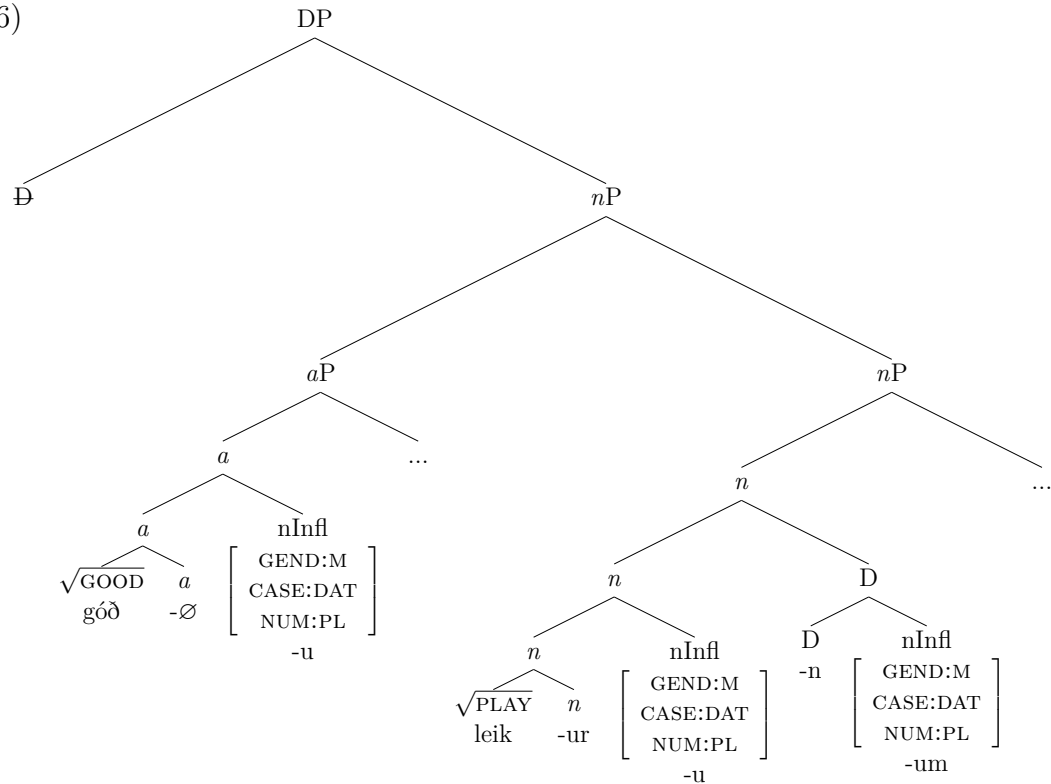 6)
DP
D
nP
aP
nP
a
...
n
...
a
nInfl
n
D
√GOOD
a
GEND:M
CASE:DAT
NUM:PL
góð
-∅
-u
n
nInfl
D
nInfl
√PLAY
n
GEND:M
CASE:DAT
NUM:PL
-n
GEND:M
CASE:DAT
NUM:PL
leik
-ur
-u
-um